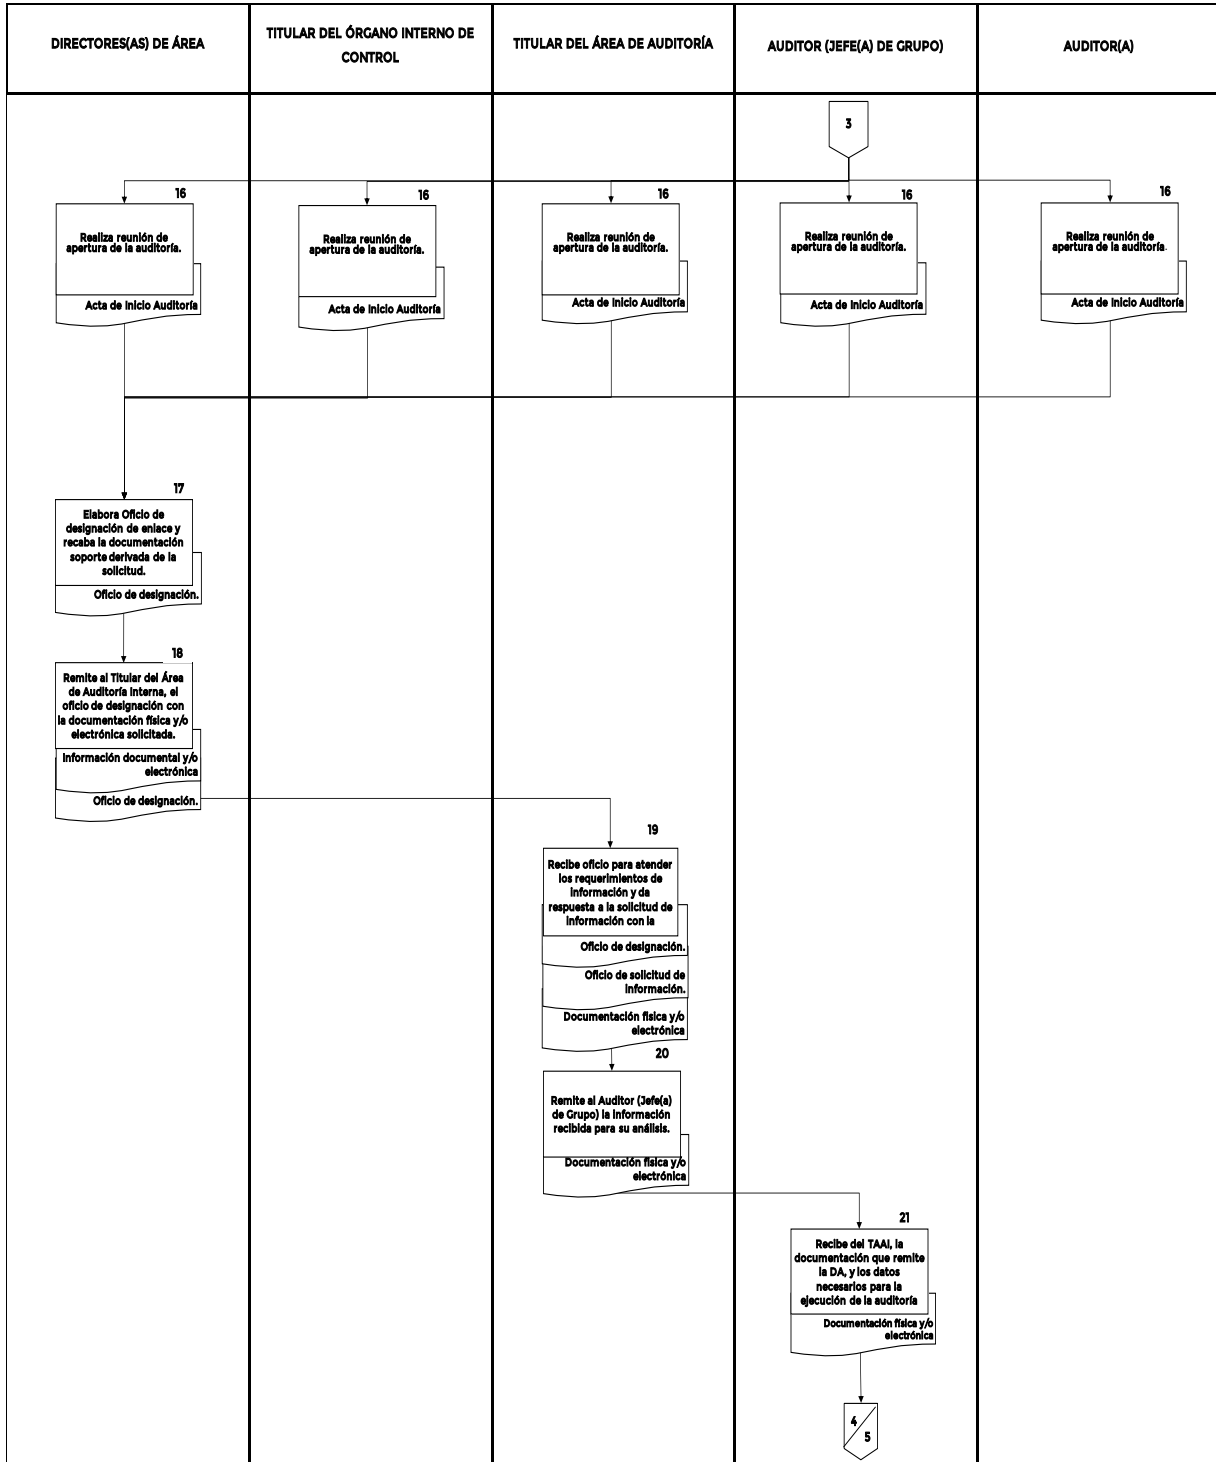 DIRECTORES(AS) DE ÁREA
TITULAR DEL ÓRGANO INTERNO DE
CONTROL
TITULAR DEL ÁREA DE AUDITORÍA
AUDITOR (JEFE(A) DE GRUPO)
AUDITOR(A)
3
16
Realiza reunión de
apertura de la auditoría.
Acta de Inicio Auditoría
16
Realiza reunión de
apertura de la auditoría.
Acta de Inicio Auditoría
16
Realiza reunión de
apertura de la auditoría.
Acta de Inicio Auditoría
16
Realiza reunión de
apertura de la auditoría.
Acta de Inicio Auditoría
16
Realiza reunión de
apertura de la auditoría.
Acta de Inicio Auditoría
17
Elabora Oficio de
designación de enlace y
recaba la documentación
soporte derivada de la
solicitud.
Oficio de designación.
18
Remite al Titular del Área
de Auditoría Interna, el
oficio de designación con
la documentación física y/o
electrónica solicitada.
Información documental y/o
electrónica
Oficio de designación.
19
Recibe oficio para atender
los requerimientos de
información y da
respuesta a la solicitud de
información con la
Oficio de designación.
Oficio de solicitud de
información.
Documentación física y/o
electrónica
20
Remite al Auditor (Jefe(a)
de Grupo) la información
recibida para su análisis.
Documentación física y/o
electrónica
21
Recibe del TAAI, la
documentación que remite
la DA, y los datos
necesarios para la
ejecución de la auditoría
Documentación física y/o
electrónica
4
5